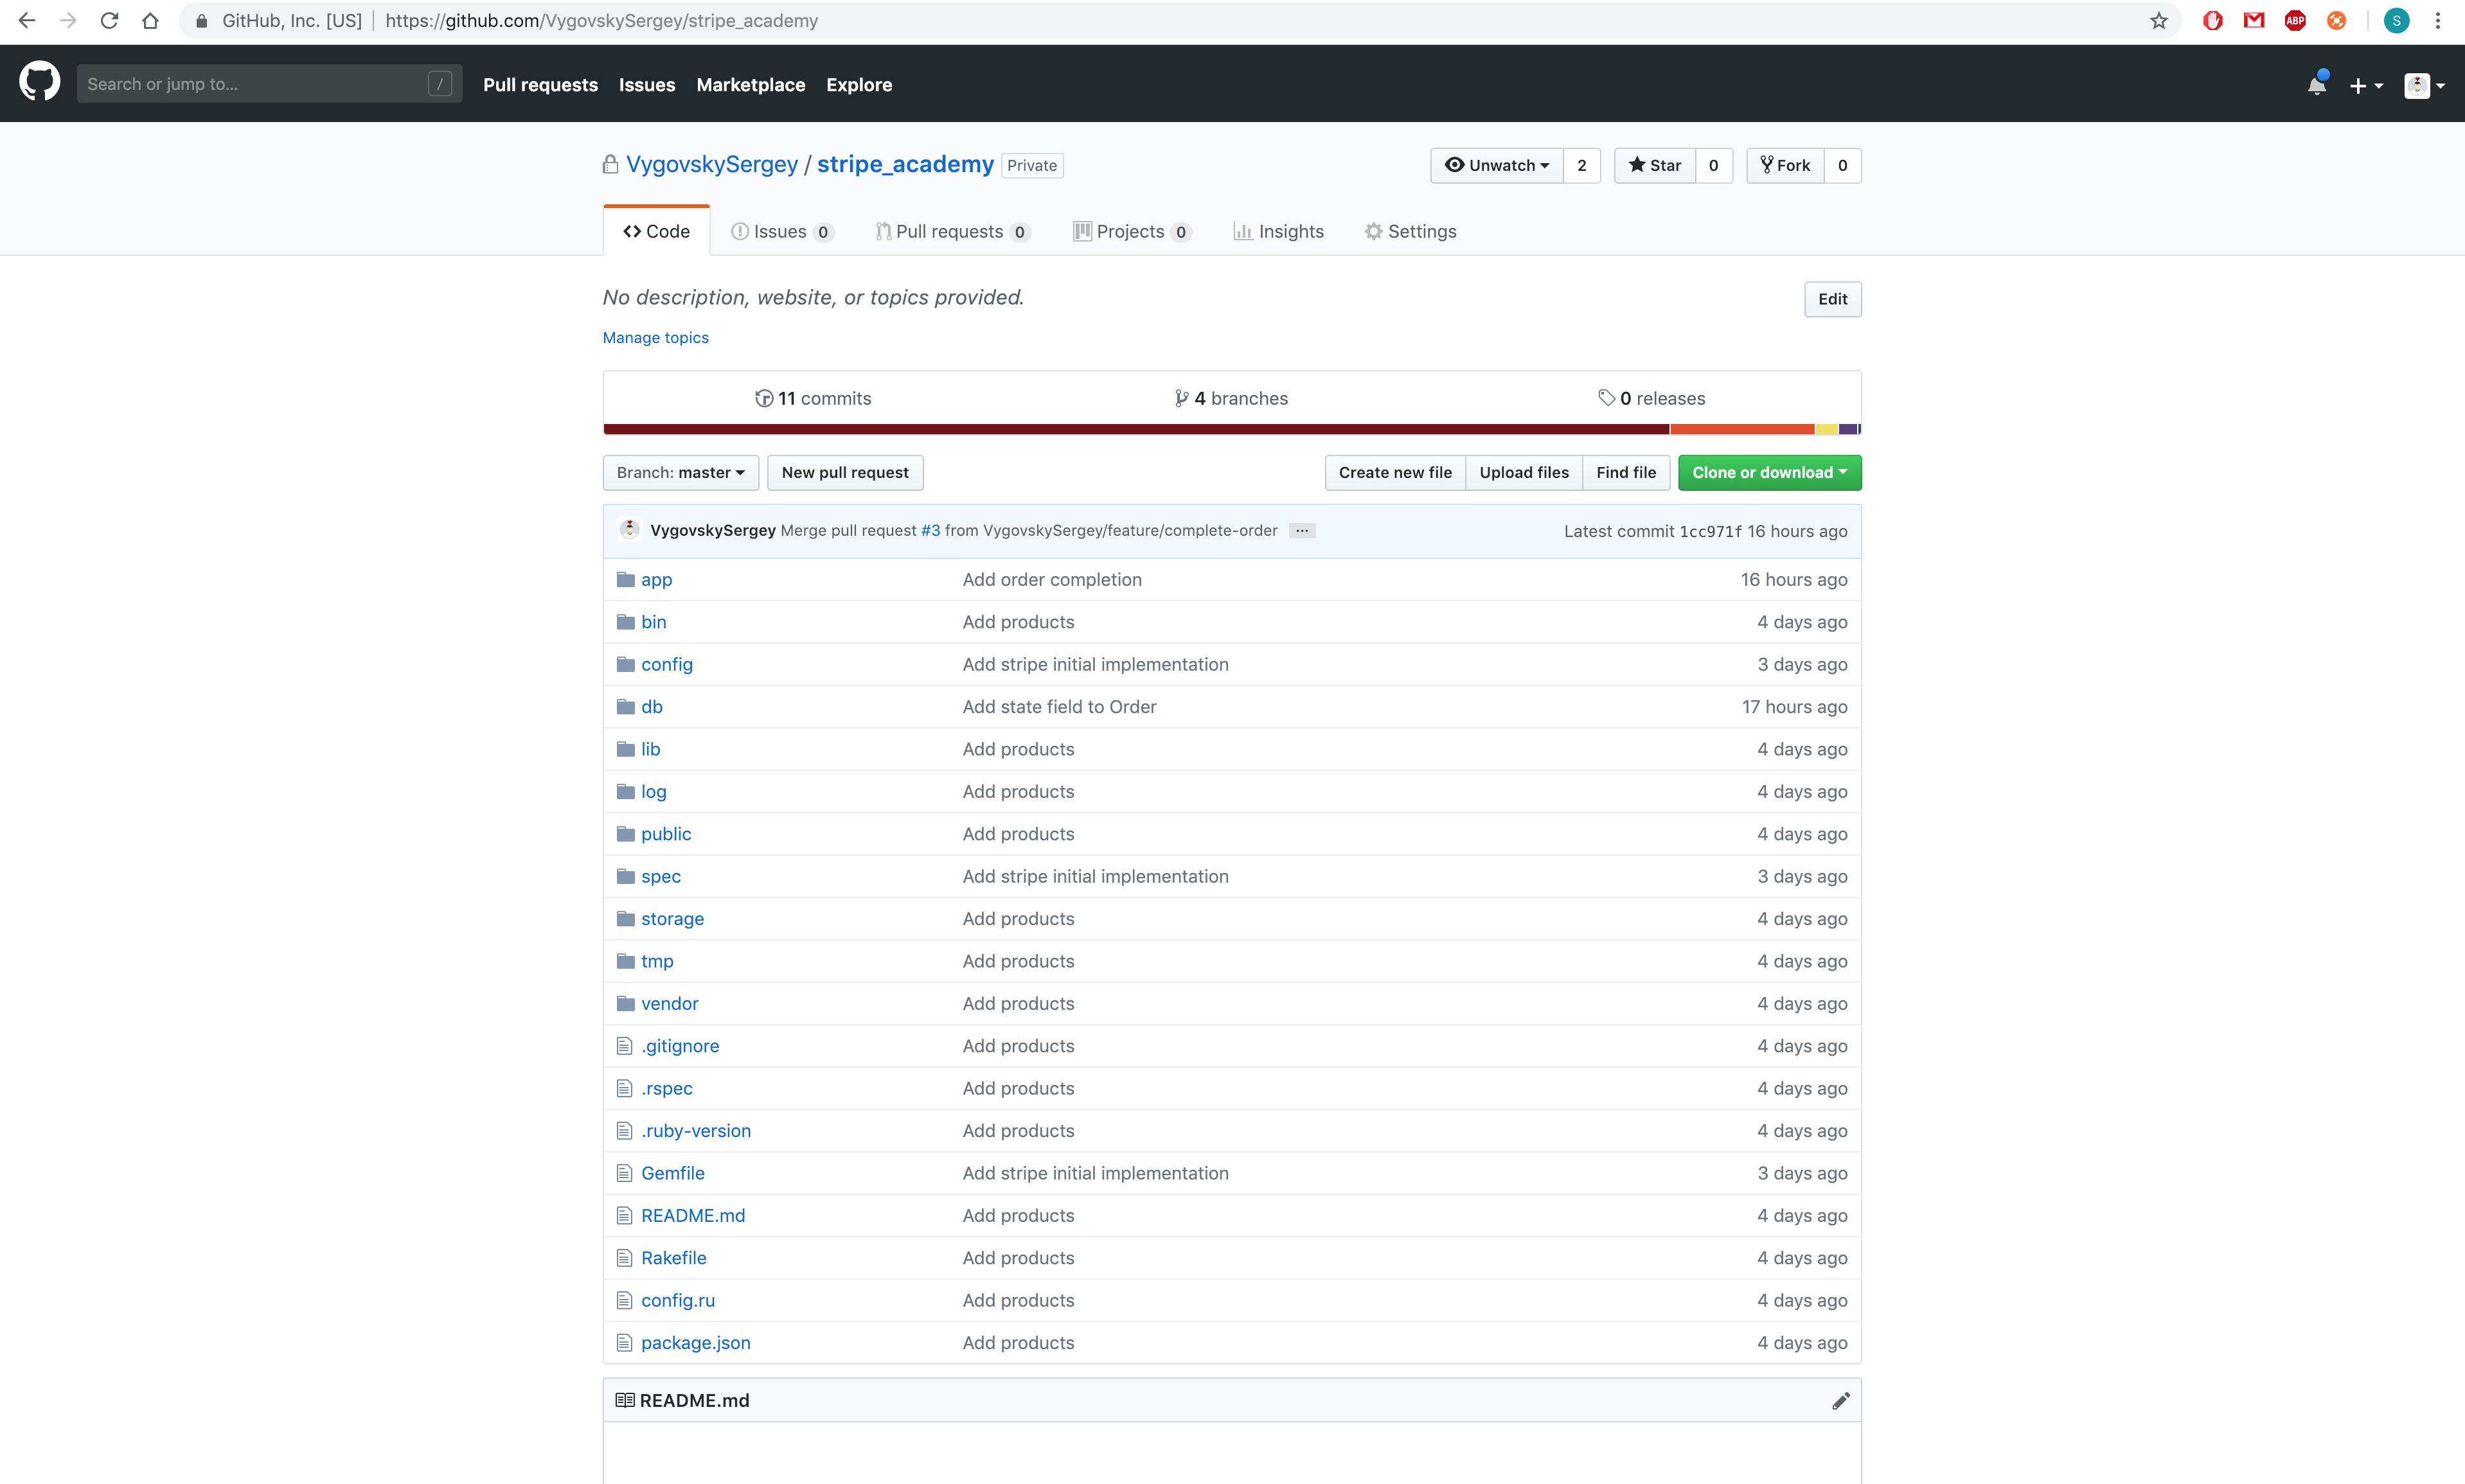 GitHub, Inc. [US] https://github.com/VygovskySergey/stripe_academy ABP S
Search or jump to... / Pull requests Issues Marketplace Explore
VygovskySergey / stripe_academy Private Unwatch 2 Star 0 Fork 0
Code Issues 0 Pull requests 0 Projects 0 Insights Settings
No description, website, or topics provided. Edit
Manage topics
11 commits 4 branches 0 releases
Branch: master New pull request Create new file Upload files Find file Clone or download
VygovskySergey Merge pull request #3 from VygovskySergey/feature/complete-order ... Latest commit 1cc971f 16 hours ago
app Add order completion 16 hours ago
bin Add products 4 days ago
config Add stripe initial implementation 3 days ago
db Add state field to Order 17 hours ago
lib Add products 4 days ago
log Add products 4 days ago
public Add products 4 days ago
spec Add stripe initial implementation 3 days ago
storage Add products 4 days ago
tmp Add products 4 days ago
vendor Add products 4 days ago
.gitignore Add products 4 days ago
.rspec Add products 4 days ago
.ruby-version Add products 4 days ago
Gemfile Add stripe initial implementation 3 days ago
README.md Add products 4 days ago
Rakefile Add products 4 days ago
config.ru Add products 4 days ago
package.json Add products 4 days ago
README.md